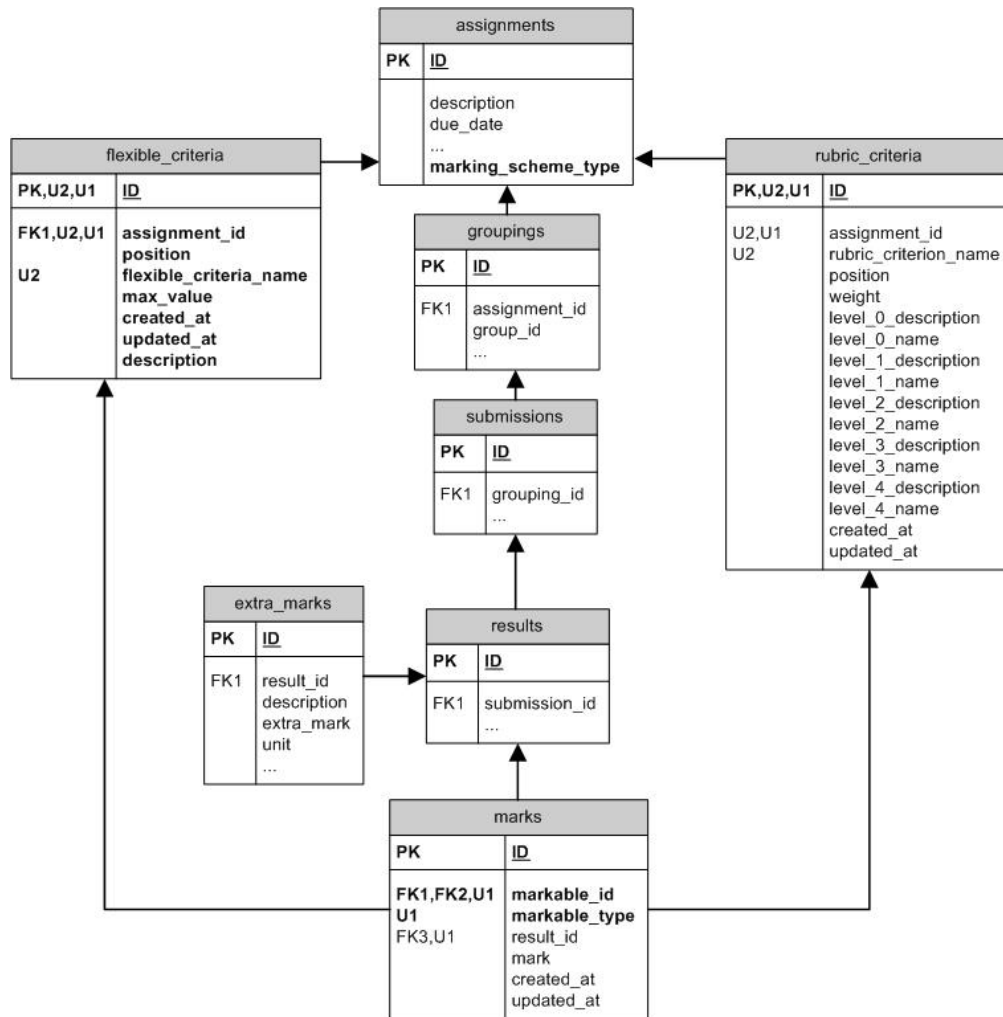 assignments
PK ID
description
due_date
...
marking_scheme_type
flexible_criteria
PK,U2,U1 ID
FK1,U2,U1 assignment_id
position
U2 flexible_criteria_name
max_value
created_at
updated_at
description
rubric_criteria
PK,U2,U1 ID
U2,U1 assignment_id
U2 rubric_criterion_name
position
weight
level_0_description
level_0_name
level_1_description
level_1_name
level_2_description
level_2_name
level_3_description
level_3_name
level_4_description
level_4_name
created_at
updated_at
groupings
PK ID
FK1 assignment_id
group_id
...
submissions
PK ID
FK1 grouping_id
...
extra_marks
PK ID
FK1 result_id
description
extra_mark
unit
...
results
PK ID
FK1 submission_id
...
marks
PK ID
FK1,FK2,U1 markable_id
U1 markable_type
FK3,U1 result_id
mark
created_at
updated_at